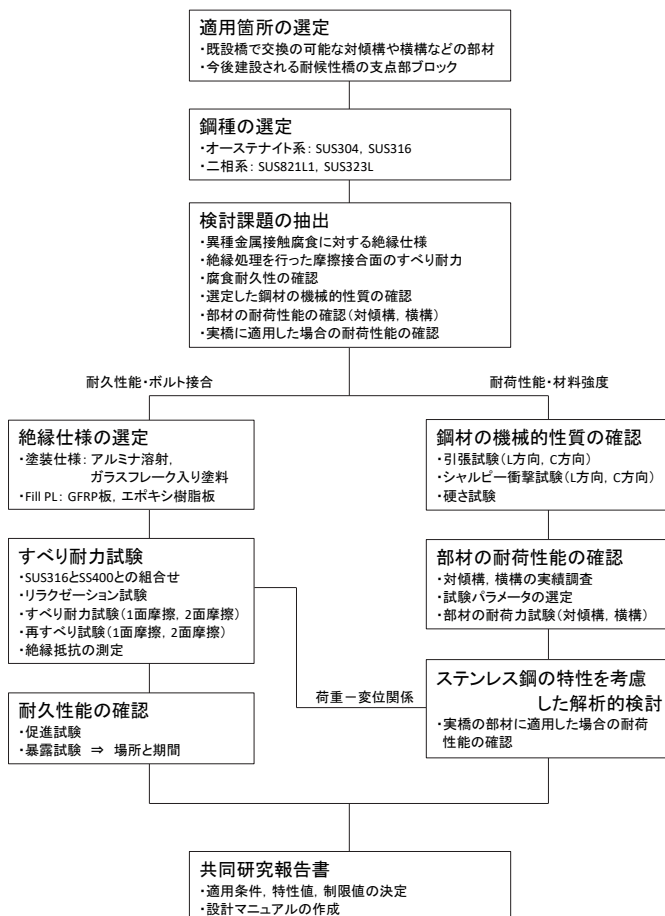 適用箇所の選定
・既設橋で交換の可能な対傾構や横構などの部材
・今後建設される耐候性橋の支点部ブロック
鋼種の選定
・オーステナイト系：SUS304，SUS316
・二相系：SUS821L1，SUS323L
検討課題の抽出
・異種金属接触腐食に対する絶縁仕様
・絶縁処理を行った摩擦接合面のすべり耐力
・腐食耐久性の確認
・選定した鋼材の機械的性質の確認
・部材の耐荷性能の確認（対傾構，横構）
・実橋に適用した場合の耐荷性能の確認
耐久性能・ボルト接合
絶縁仕様の選定
・塗装仕様：アルミナ溶射，
ガラスフレーク入り塗料
・Fill PL：GFRP板，エポキシ樹脂板
すべり耐力試験
・SUS316とSS400との組合せ
・リラクゼーション試験
・すべり耐力試験（1面摩擦，2面摩擦）
・再すべり試験（1面摩擦，2面摩擦）
・絶縁抵抗の測定
耐久性能の確認
・促進試験
・暴露試験 ⇒ 場所と期間
耐荷性能・材料強度
鋼材の機械的性質の確認
・引張試験（L方向，C方向）
・シャルピー衝撃試験（L方向，C方向）
・硬さ試験
部材の耐荷性能の確認
・対傾構，横構の実績調査
・試験パラメータの選定
・部材の耐荷力試験（対傾構，横構）
荷重－変位関係
ステンレス鋼の特性を考慮
した解析的検討
・実橋の部材に適用した場合の耐荷
性能の確認
共同研究報告書
・適用条件，特性値，制限値の決定
・設計マニュアルの作成